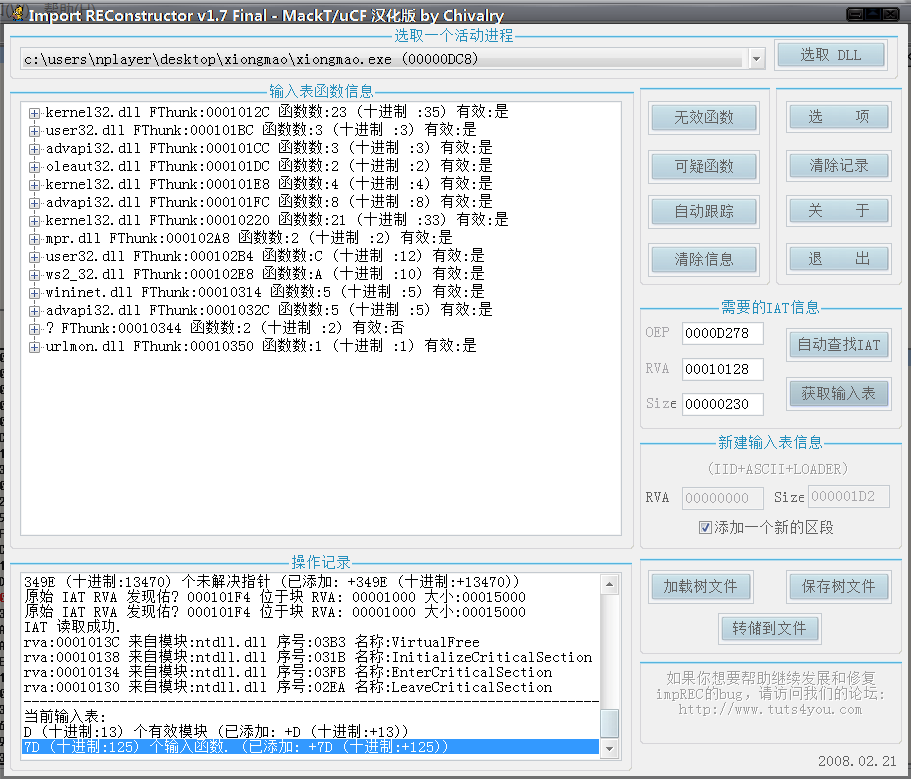 Import REConstructor v1.7 Final - MackT/uCF 汉化版 by Chivalry
选取一个活动进程
c:\users\nplayer\desktop\xiongmao\xiongmao.exe (00000DC8)
选取 DLL
输入表函数信息
kernel32.dll FThunk:0001012C 函数数:23 (十进制 :35) 有效:是
user32.dll FThunk:000101BC 函数数:3 (十进制 :3) 有效:是
advapi32.dll FThunk:000101CC 函数数:3 (十进制 :3) 有效:是
oleaut32.dll FThunk:000101DC 函数数:2 (十进制 :2) 有效:是
kernel32.dll FThunk:000101E8 函数数:4 (十进制 :4) 有效:是
advapi32.dll FThunk:000101FC 函数数:8 (十进制 :8) 有效:是
kernel32.dll FThunk:00010220 函数数:21 (十进制 :33) 有效:是
mpr.dll FThunk:000102A8 函数数:2 (十进制 :2) 有效:是
user32.dll FThunk:000102B4 函数数:C (十进制 :12) 有效:是
ws2_32.dll FThunk:000102E8 函数数:A (十进制 :10) 有效:是
wininet.dll FThunk:00010314 函数数:5 (十进制 :5) 有效:是
advapi32.dll FThunk:0001032C 函数数:5 (十进制 :5) 有效:是
? FThunk:00010344 函数数:2 (十进制 :2) 有效:否
urlmon.dll FThunk:00010350 函数数:1 (十进制 :1) 有效:是
无效函数
选 项
可疑函数
清除记录
自动跟踪
关 于
清除信息
退 出
需要的IAT信息
OEP 0000D278
自动查找IAT
RVA 00010128
获取输入表
Size 00000230
新建输入表信息
(IID+ASCII+LOADER)
RVA 00000000 Size 000001D2
添加一个新的区段
操作记录
349E (十进制:13470) 个未解决指针 (已添加: +349E (十进制:+13470))
原始 IAT RVA 发现佑? 000101F4 位于块 RVA: 00001000 大小:00015000
原始 IAT RVA 发现佑? 000101F4 位于块 RVA: 00001000 大小:00015000
IAT 读取成功.
rva:0001013C 来自模块:ntdll.dll 序号:03B3 名称:VirtualFree
rva:00010138 来自模块:ntdll.dll 序号:031B 名称:InitializeCriticalSection
rva:00010134 来自模块:ntdll.dll 序号:03FB 名称:EnterCriticalSection
rva:00010130 来自模块:ntdll.dll 序号:02EA 名称:LeaveCriticalSection
当前输入表:
D (十进制:13) 个有效模块 (已添加: +D (十进制:+13))
7D (十进制:125) 个输入函数. (已添加: +7D (十进制:+125))
加载树文件
保存树文件
转储到文件
如果你想要帮助继续发展和修复
impREC的bug，请访问我们的论坛:
http://www.tuts4you.com
2008.02.21